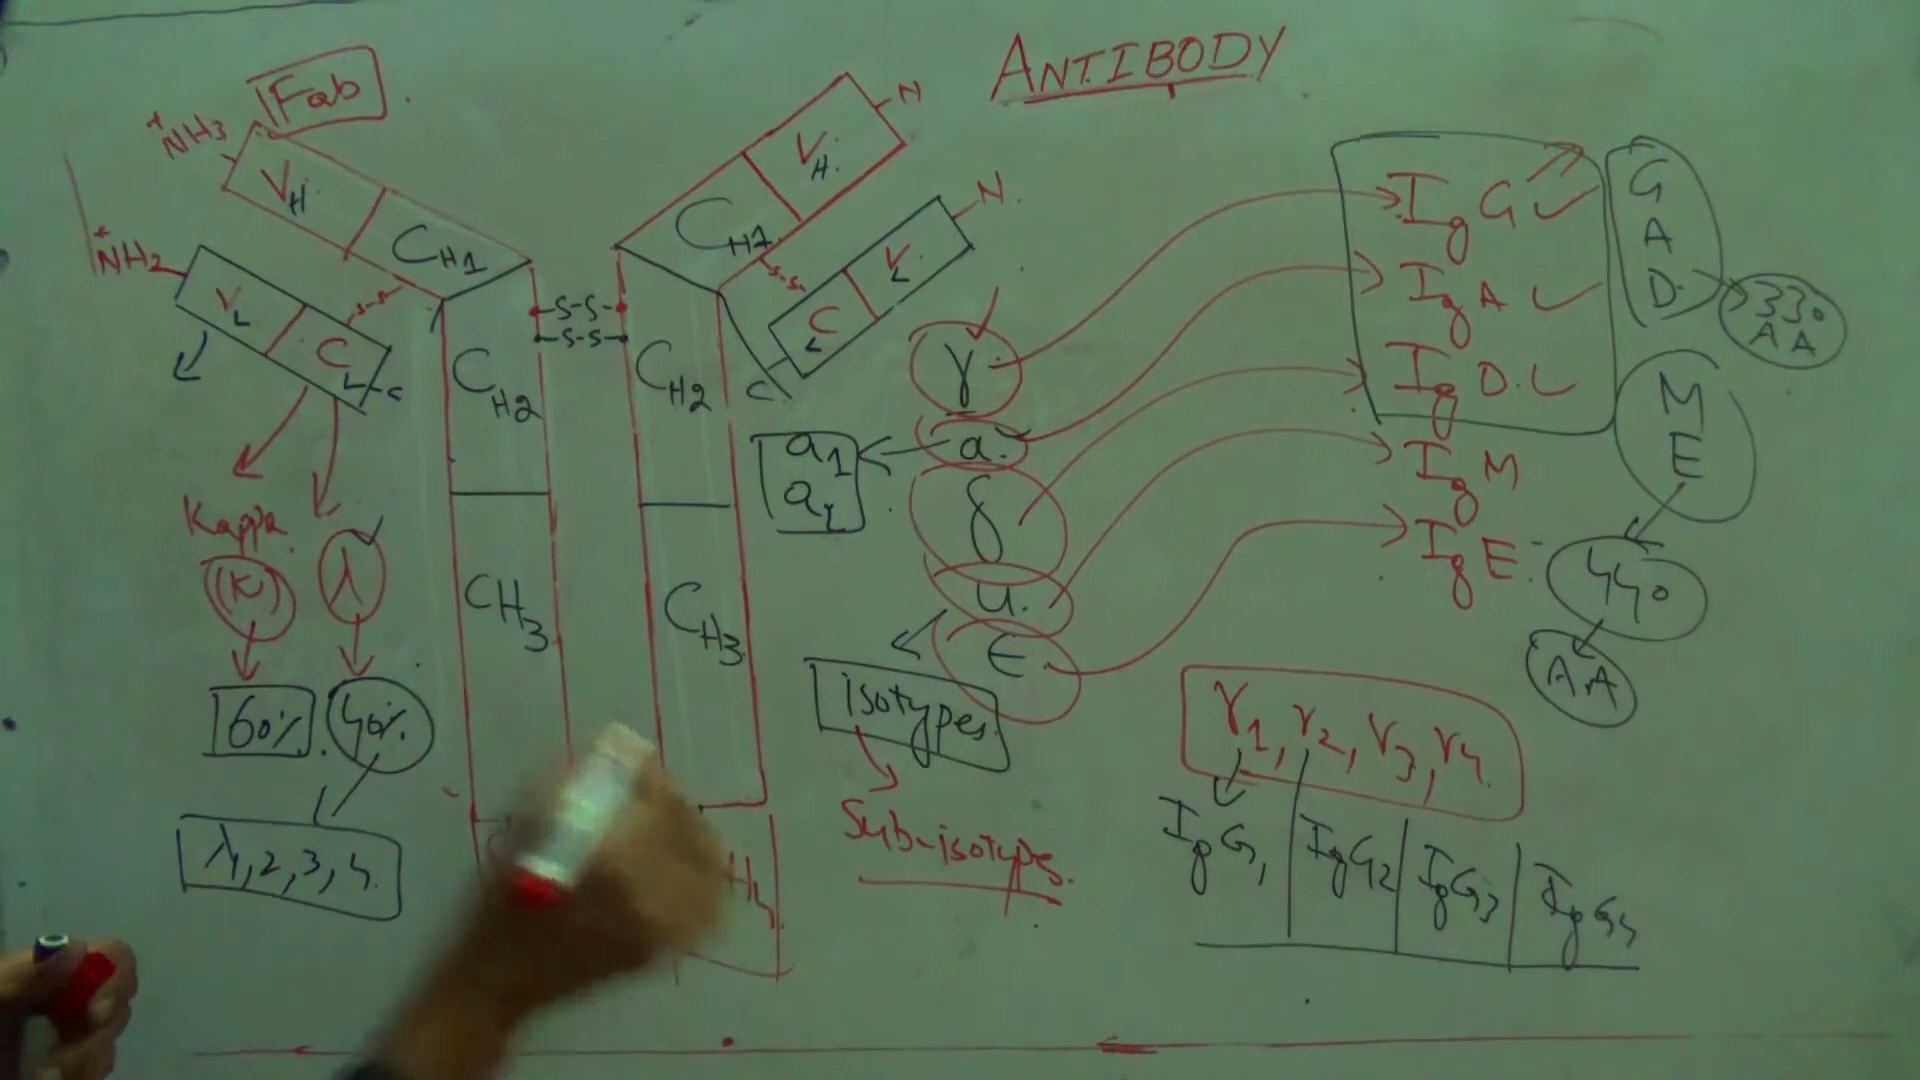 ANTIBODY
Fab
+NH3
VH
CH1
+NH2
VL
CL
C
S-S
S-S
S-S
CH2
CH3
N
VH
CH1
N
VL
CL
C
S-S
CH2
CH3
Kappa
(K)
λ
60%
40%
λ1, 2, 3, 4
γ
a
a1
a2
δ
u
ε
isotypes
Sub-isotypes
IgG
IgA
IgD
IgM
IgE
G
A
D
330
AA
M
E
440
AA
γ1, γ2, γ3, γ4
IgG1
IgG2
IgG3
IgG4